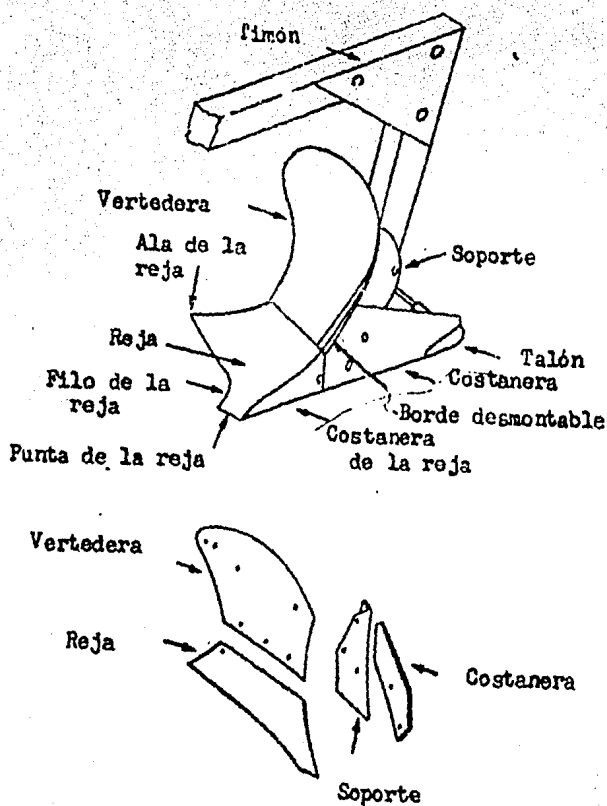 Timón
Vertedera
Ala de la
reja
Soporte
Reja
Talón
Filo de la
reja
Costanera
Borde desmontable
Punta de la reja
Costanera
de la reja
Vertedera
Reja
Costanera
Soporte